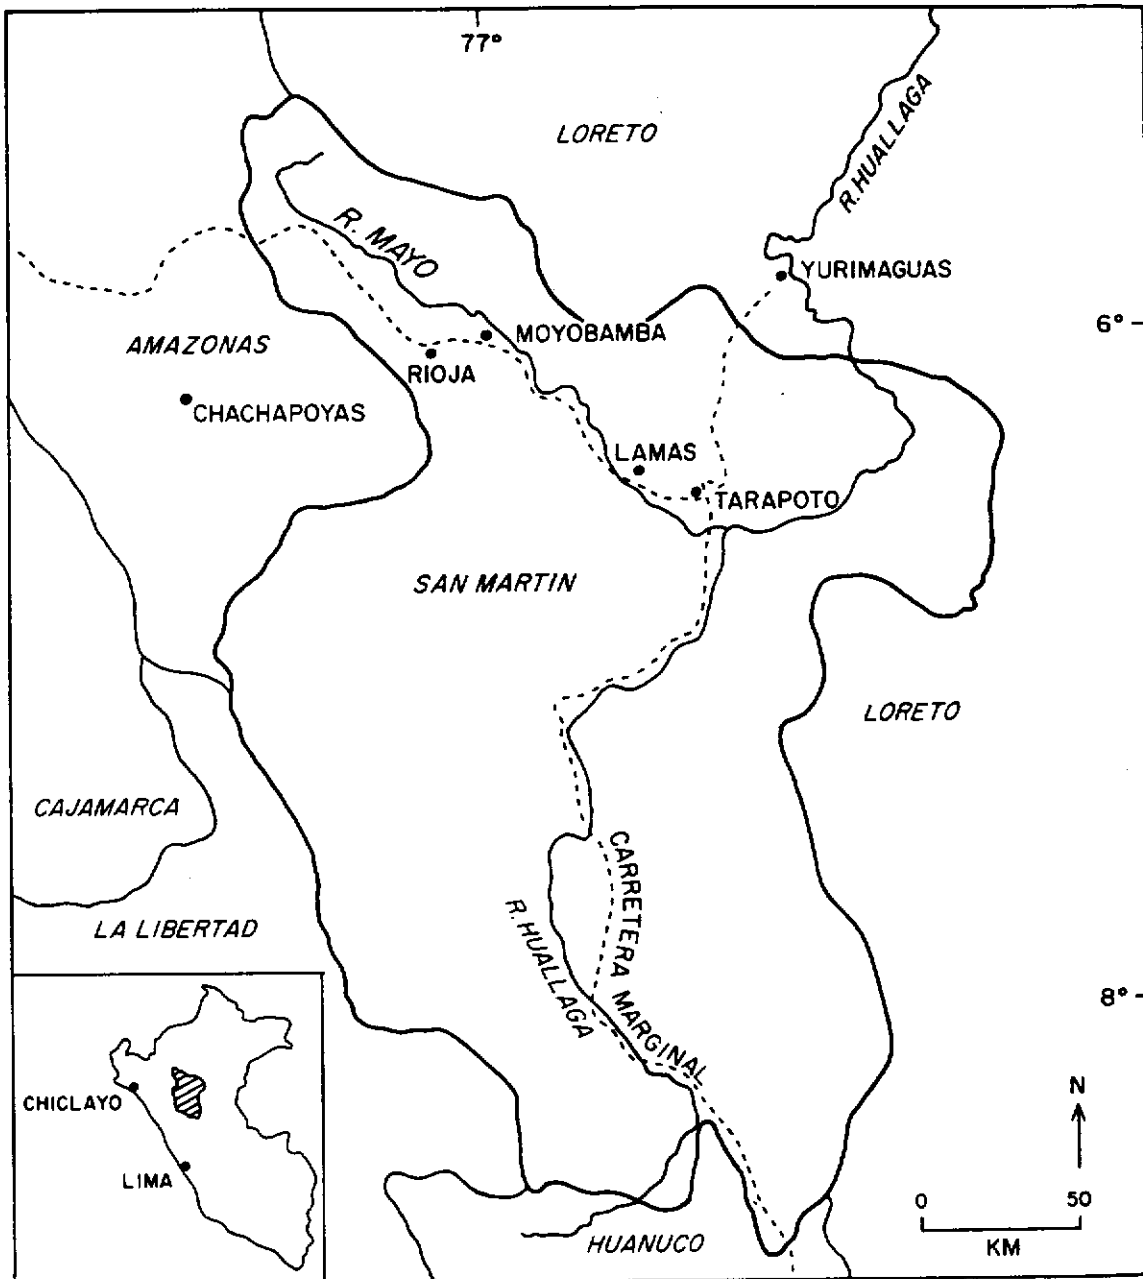 77°
LORETO
R. HUALLAGA
R. MAYO
YURIMAGUAS
6°
MOYOBAMBA
AMAZONAS
RIOJA
CHACHAPOYAS
LAMAS
TARAPOTO
SAN MARTIN
LORETO
CAJAMARCA
CARRETERA MARGINAL
R. HUALLAGA
LA LIBERTAD
8°
CHICLAYO
N
LIMA
0 50
KM
HUANUCO